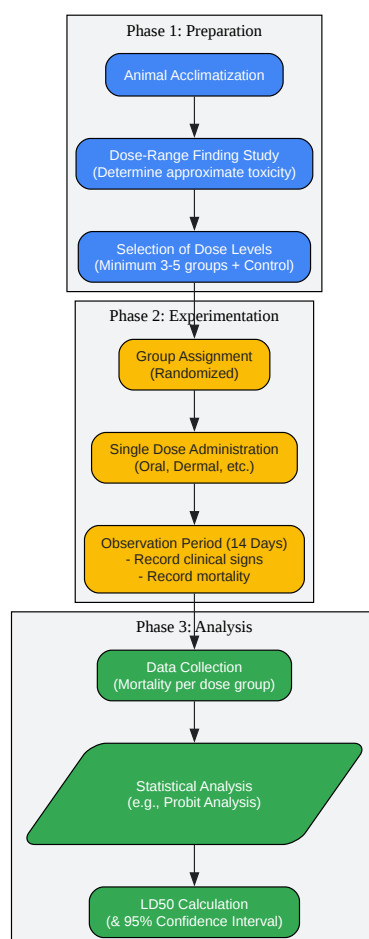 Phase 1: Preparation
Animal Acclimatization
Dose-Range Finding Study
(Determine approximate toxicity)
Selection of Dose Levels
(Minimum 3-5 groups + Control)
Phase 2: Experimentation
Group Assignment
(Randomized)
Single Dose Administration
(Oral, Dermal, etc.)
Observation Period (14 Days)
- Record clinical signs
- Record mortality
Phase 3: Analysis
Data Collection
(Mortality per dose group)
Statistical Analysis
(e.g., Probit Analysis)
LD50 Calculation
(& 95% Confidence Interval)